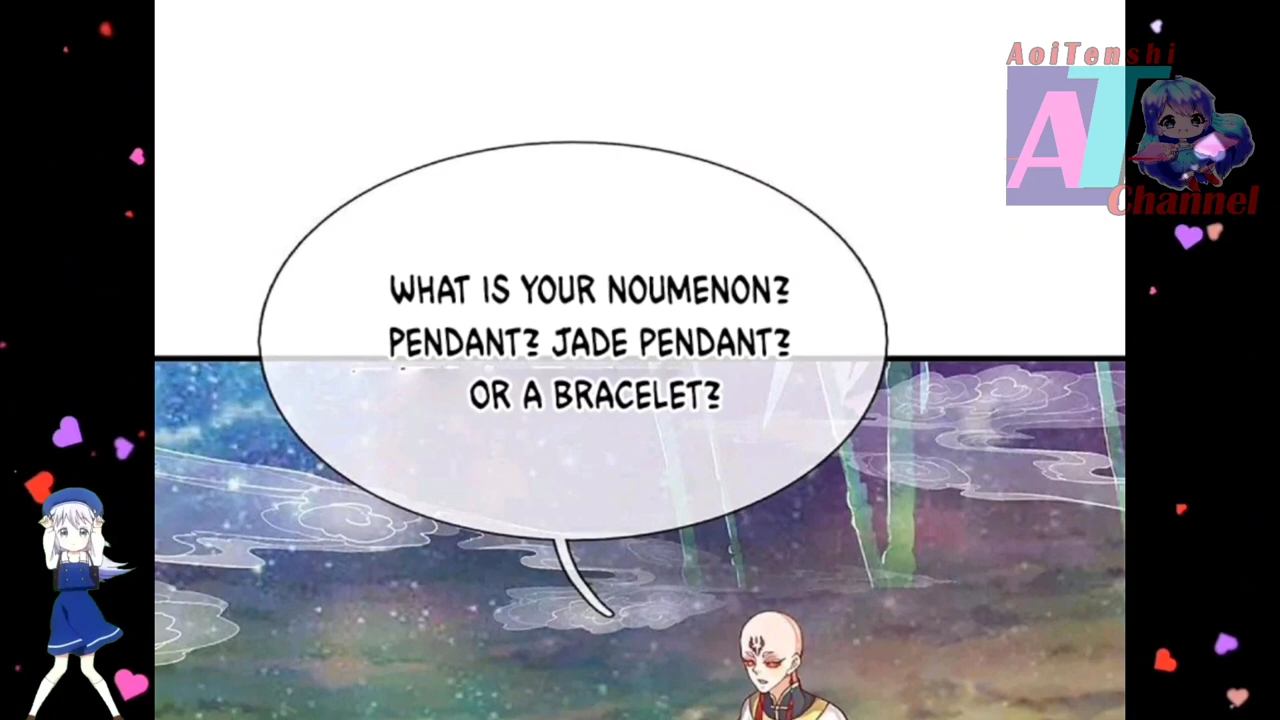 AoiTenshi
AT
Channel
WHAT IS YOUR NOUMENON?
PENDANT? JADE PENDANT?
OR A BRACELET?